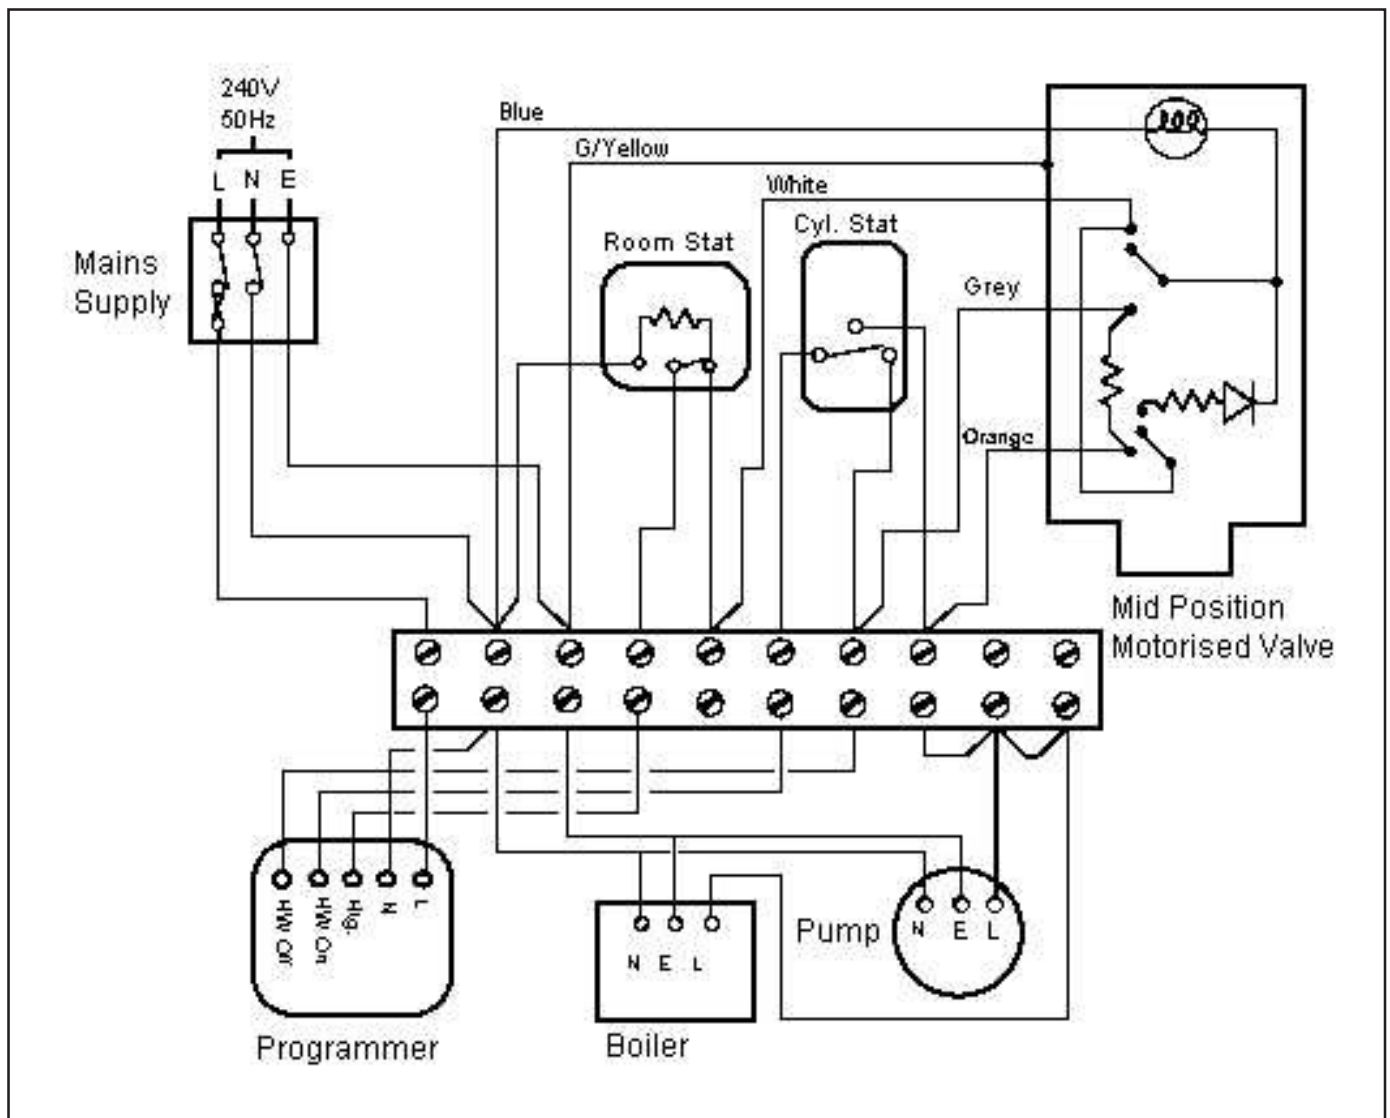 240V/
50Hz
L N E
Mains
Supply
Blue
G/Yellow
White
Room Stat
Cyl. Stat
Grey
Orange
Mid Position
Motorised Valve
HW Off
HW On
Htg.
N
L
Programmer
N E L
Boiler
Pump
N E L